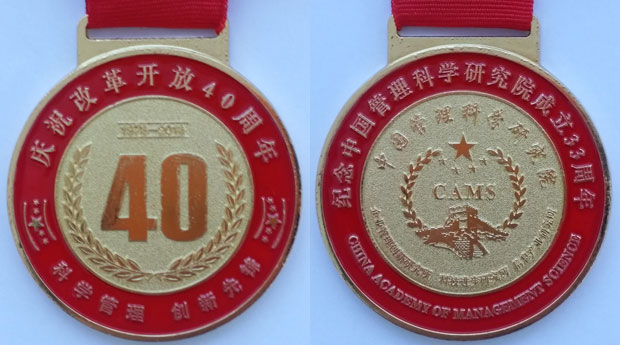 庆祝改革开放40周年
1978-2018
40
科学管理 创新先锋
纪念中国管理科学研究院成立33周年
中国管理科学研究院
CAMS
CHINA ACADEMY OF MANAGEMENT SCIENCE